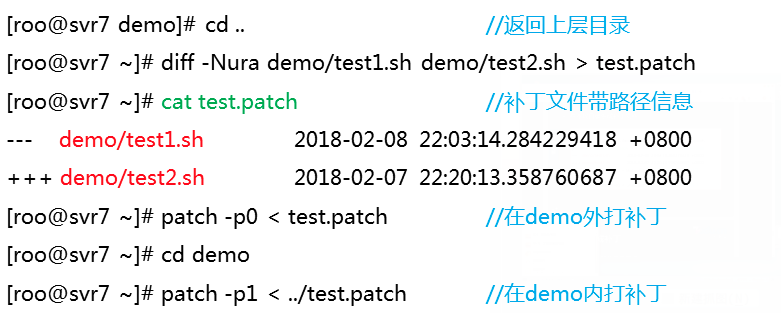 [roo@svr7 demo]# cd .. //返回上层目录
[roo@svr7 ~]# diff -Nura demo/test1.sh demo/test2.sh > test.patch
[roo@svr7 ~]# cat test.patch //补丁文件带路径信息
--- demo/test1.sh 2018-02-08 22:03:14.284229418 +0800
+++ demo/test2.sh 2018-02-07 22:20:13.358760687 +0800
[roo@svr7 ~]# patch -p0 < test.patch //在demo外打补丁
[roo@svr7 ~]# cd demo
[roo@svr7 ~]# patch -p1 < ../test.patch //在demo内打补丁